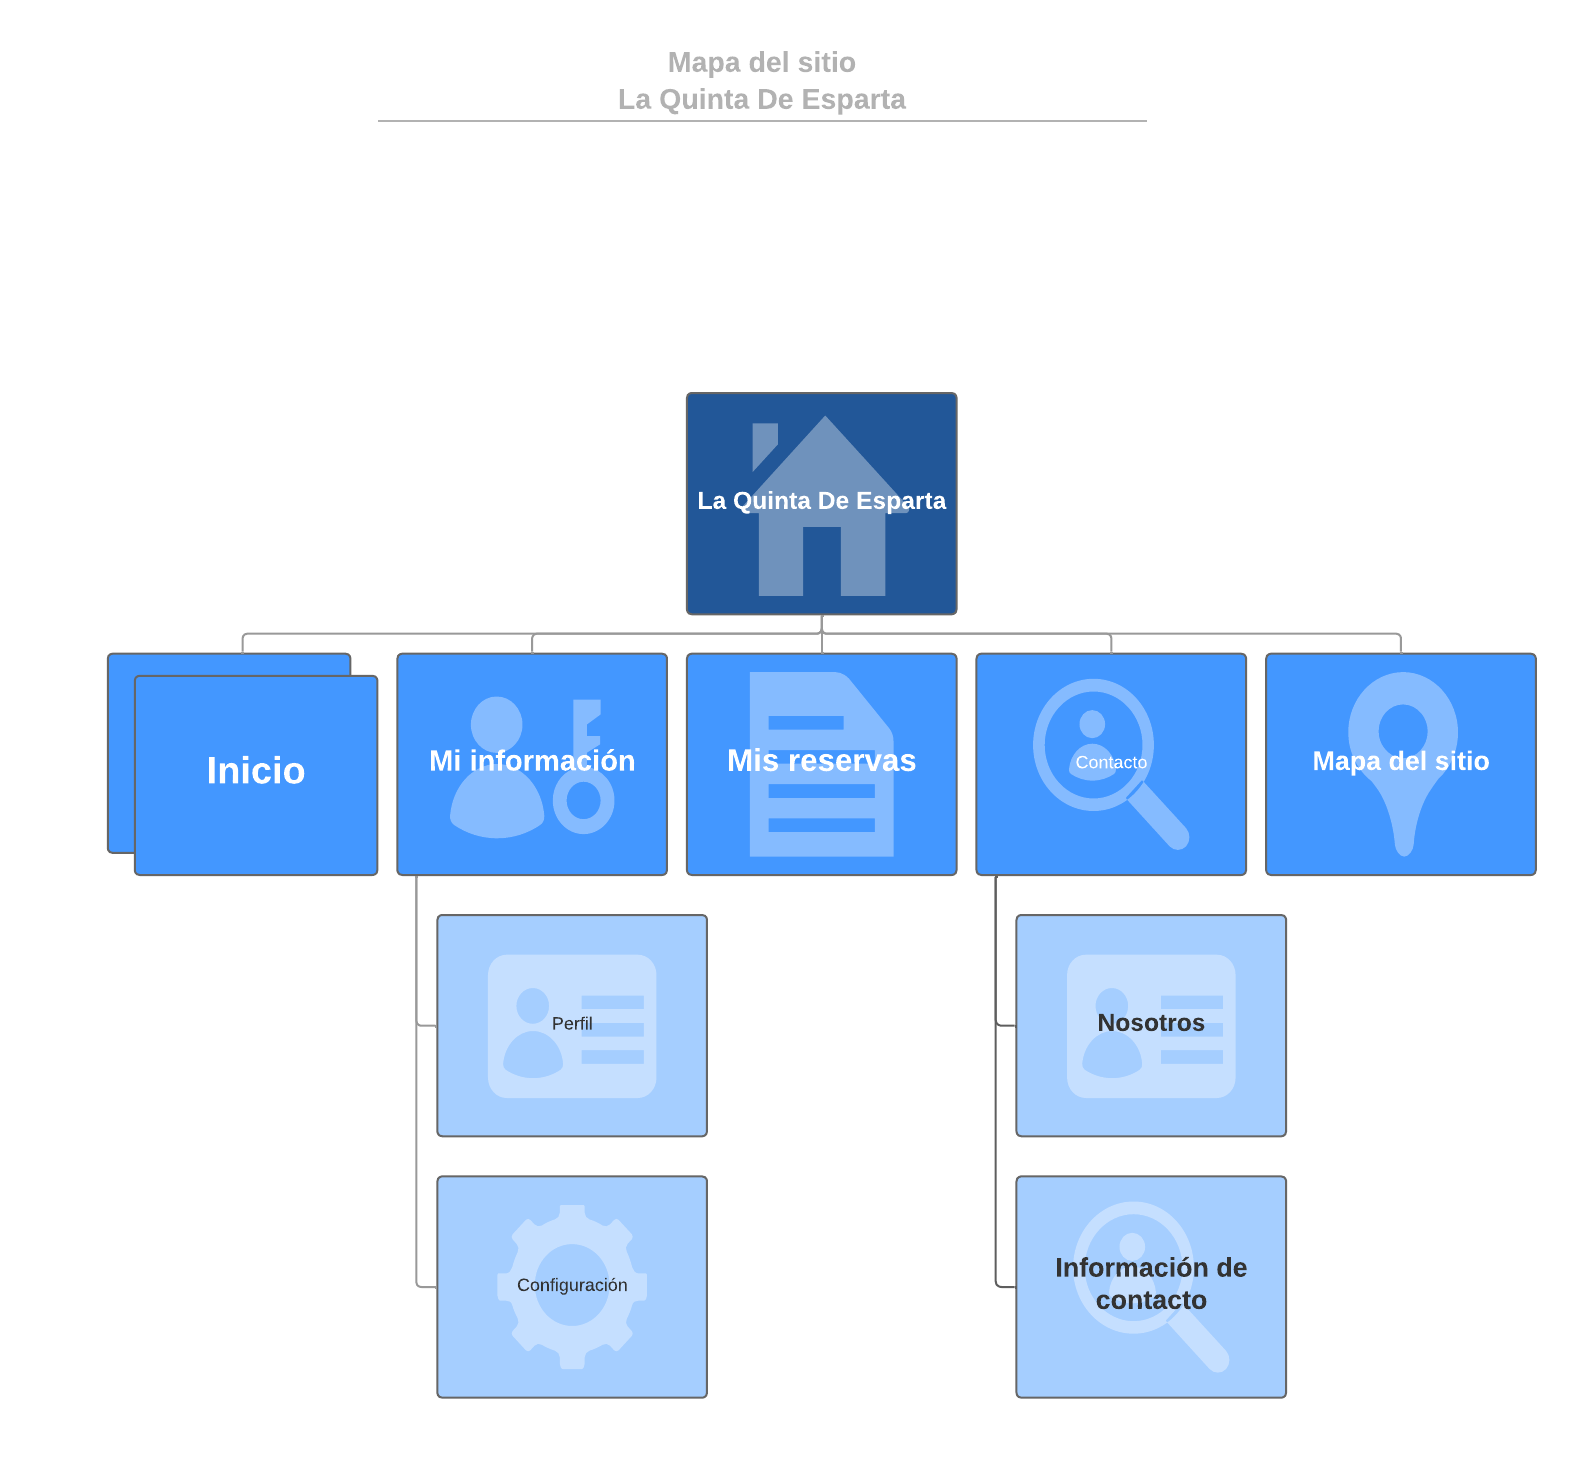 Mapa del sitio
La Quinta De Esparta
La Quinta De Esparta
Inicio
Mi información
Mis reservas
Contacto
Mapa del sitio
Perfil
Nosotros
Configuración
Información de
contacto